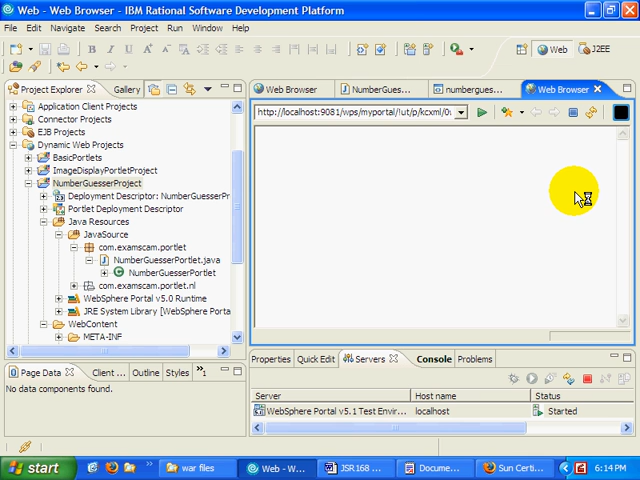 Web - Web Browser - IBM Rational Software Development Platform
File Edit Navigate Search Project Run Window Help
Web J2EE
Project Explorer Gallery
Web Browser NumberGues... numbergues... Web Browser
http://localhost:9081/wps/myportal/!ut/p/kcxml/0
Application Client Projects
Connector Projects
EJB Projects
Dynamic Web Projects
BasicPortlets
ImageDisplayPortletProject
NumberGuesserProject
Deployment Descriptor: NumberGuesserPr
Portlet Deployment Descriptor
Java Resources
JavaSource
com.examscam.portlet
NumberGuesserPortlet.java
NumberGuesserPortlet
com.examscam.portlet.nl
WebSphere Portal v5.0 Runtime
JRE System Library [WebSphere Portal
WebContent
META-INF
Properties Quick Edit Servers Console Problems
Page Data Client ... Outline Styles »1
No data components found.
Server Host name Status
WebSphere Portal v5.1 Test Envir... localhost Started
start » war files Web - W... JSR168 ... Docume... Sun Certi... 6:14 PM